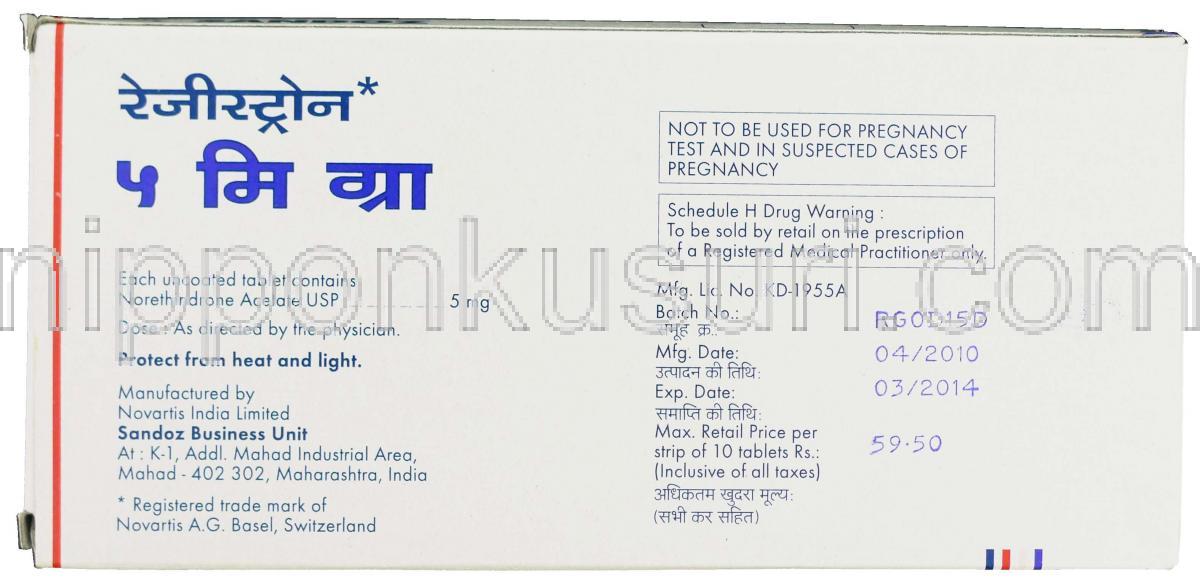 रेजीस्ट्रोन*
५ मि ग्रा
Each uncoated tablet contains
Norethindrone Acetate USP 5 mg
Dose : As directed by the physician.
Protect from heat and light.
Manufactured by
Novartis India Limited
Sandoz Business Unit
At : K-1, Addl. Mahad Industrial Area,
Mahad - 402 302, Maharashtra, India
* Registered trade mark of
Novartis A.G. Basel, Switzerland
NOT TO BE USED FOR PREGNANCY
TEST AND IN SUSPECTED CASES OF
PREGNANCY
Schedule H Drug Warning :
To be sold by retail on the prescription
of a Registered Medical Practitioner only.
Mfg. Lic. No. KD-1955A
Batch No.:
समूह क्र.:
Mfg. Date: 04/2010
उत्पादन की तिथि:
Exp. Date: 03/2014
समाप्ति की तिथि:
Max. Retail Price per
strip of 10 tablets Rs.: 59.50
(Inclusive of all taxes)
अधिकतम खुदरा मूल्य:
(सभी कर सहित)
nipponkusuri.com